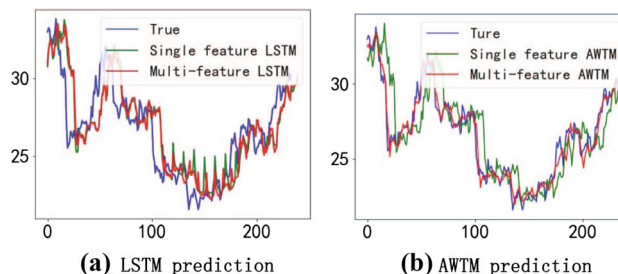 True
Single feature LSTM
Multi-feature LSTM
30
25
0
100
200
(a) LSTM prediction
Ture
Single feature AWTM
Multi-feature AWTM
30
25
0
100
200
(b) AWTM prediction